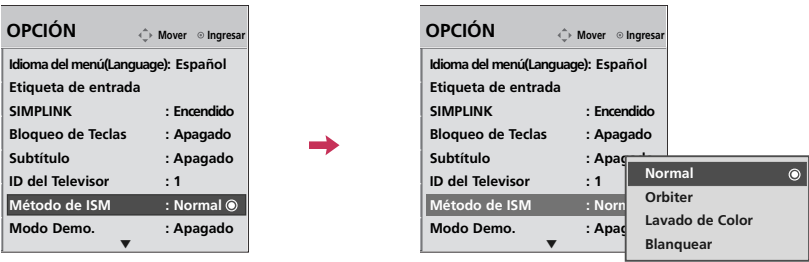 OPCIÓN Mover Ingresar
Idioma del menú(Language): Español
Etiqueta de entrada
SIMPLINK : Encendido
Bloqueo de Teclas : Apagado
Subtítulo : Apagado
ID del Televisor : 1
Método de ISM : Normal
Modo Demo. : Apagado
OPCIÓN Mover Ingresar
Idioma del menú(Language): Español
Etiqueta de entrada
SIMPLINK : Encendido
Bloqueo de Teclas : Apagado
Subtítulo
ID del Televisor : 1
Método de ISM
Modo Demo.
Normal
Orbiter
Lavado de Color
Blanquear